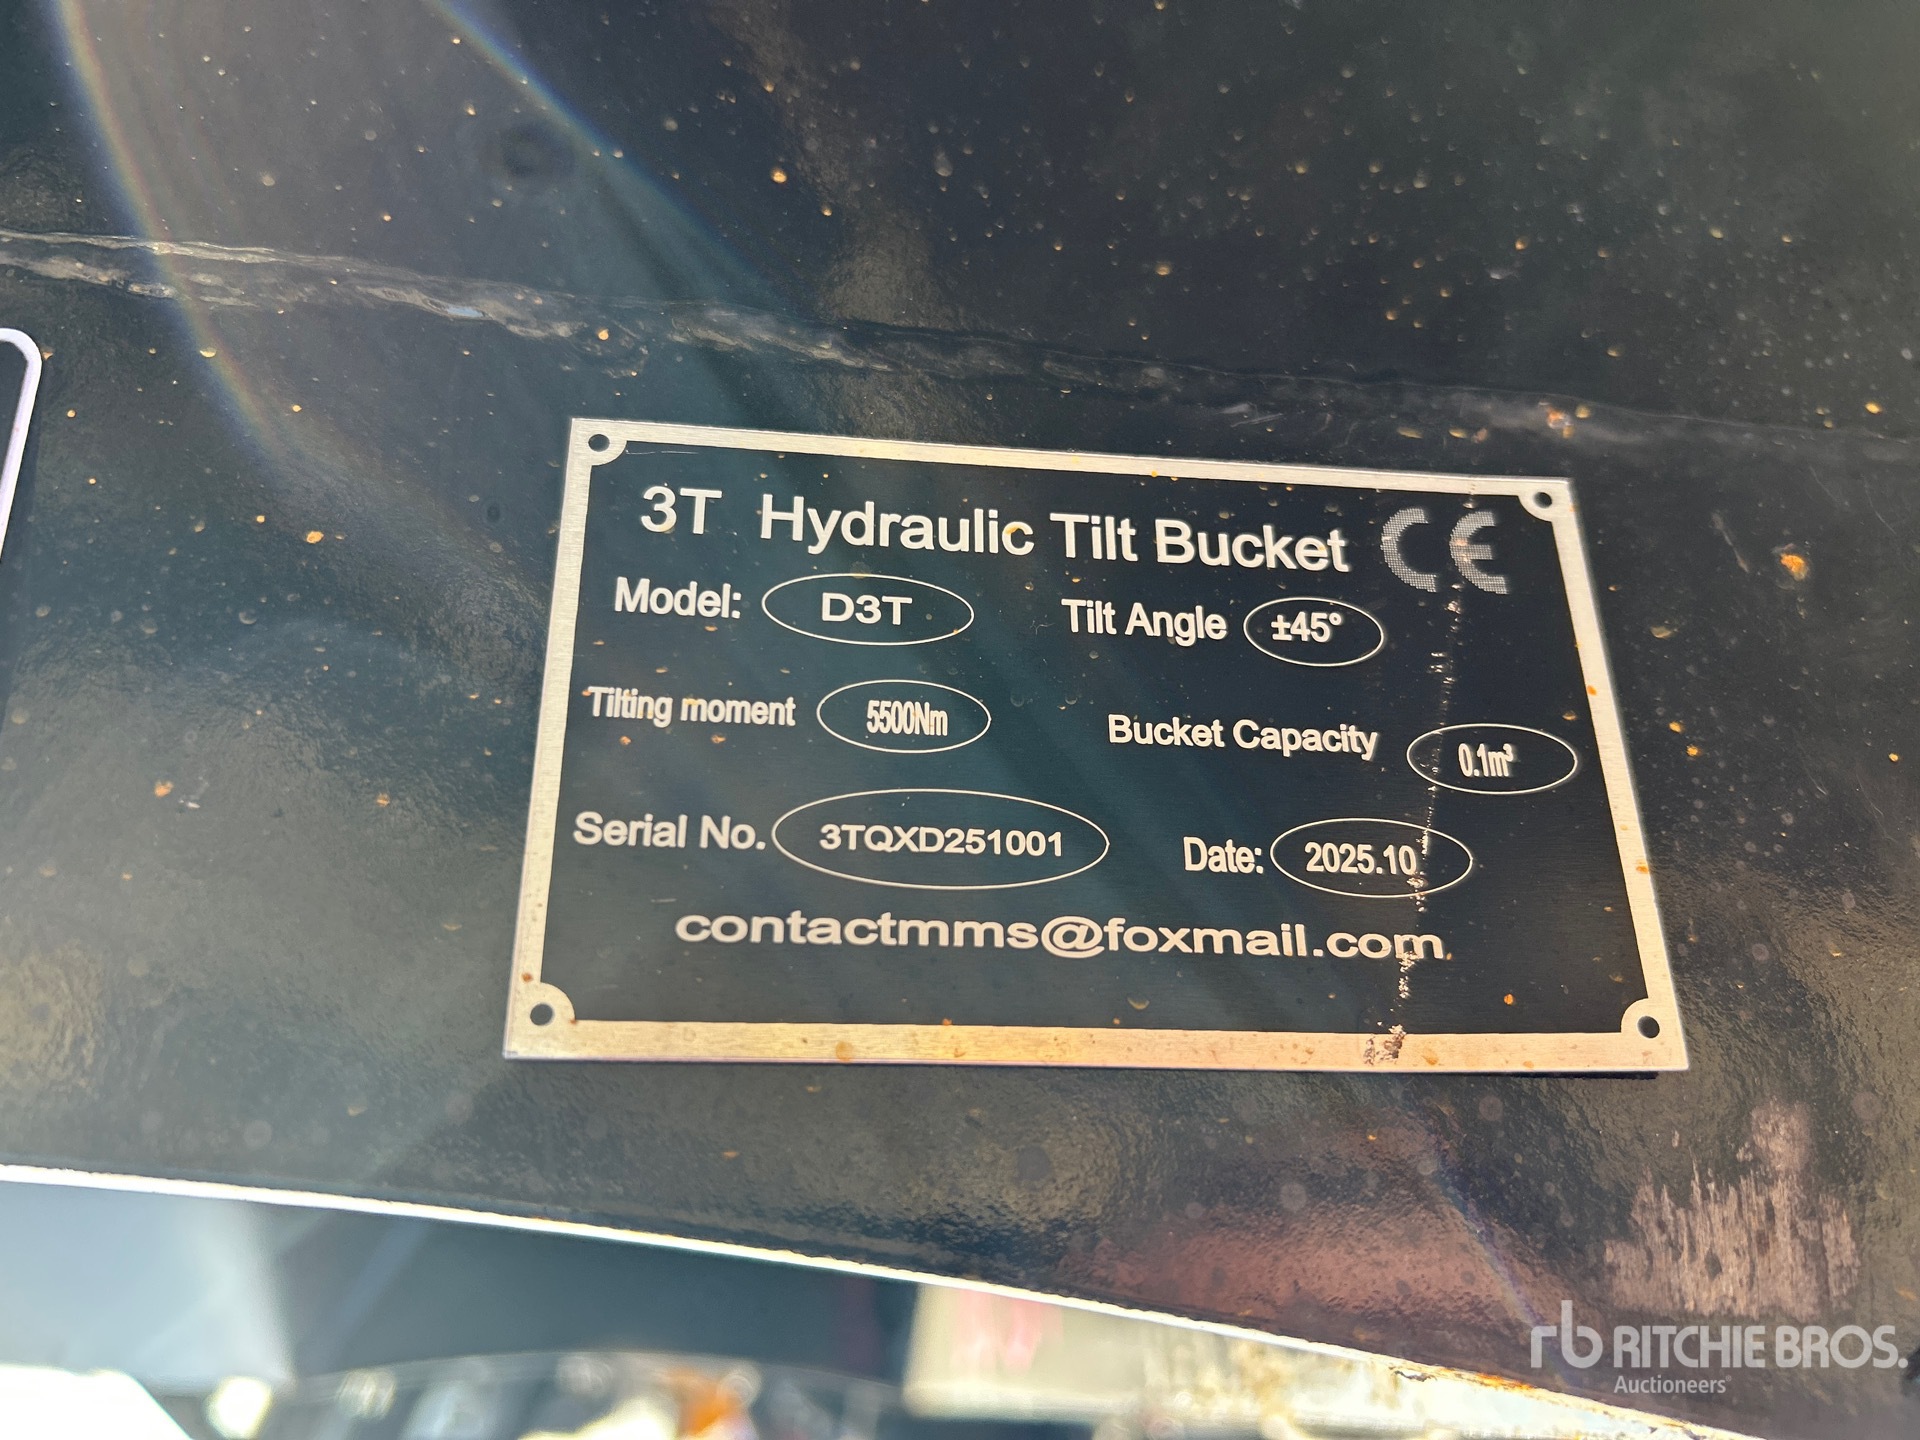 3T Hydraulic Tilt Bucket CE
Model: D3T Tilt Angle ±45°
Tilting moment 5500Nm Bucket Capacity 0.1m³
Serial No. 3TQXD251001 Date: 2025.10
contactmms@foxmail.com
rb RITCHIE BROS.
Auctioneers